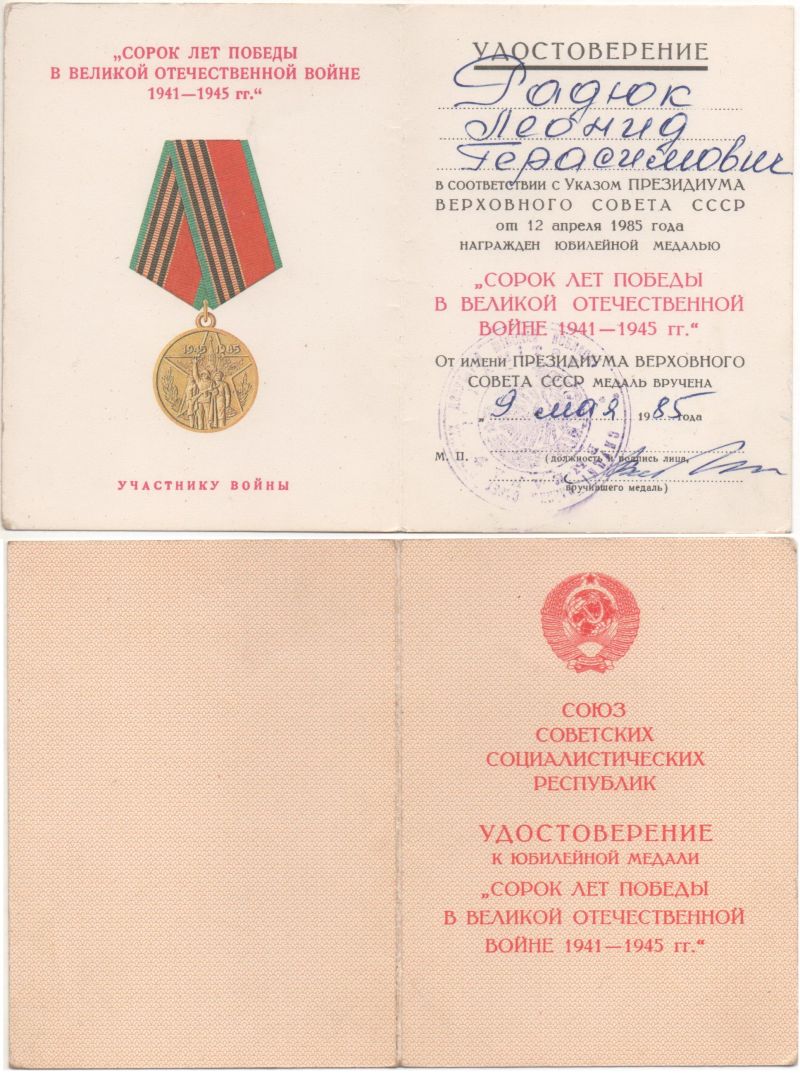 „СОРОК ЛЕТ ПОБЕДЫ
В ВЕЛИКОЙ ОТЕЧЕСТВЕННОЙ ВОЙНЕ
1941—1945 гг.“
1945 1985
УЧАСТНИКУ ВОЙНЫ
УДОСТОВЕРЕНИЕ
Радюк
Леонид
Герасимович
В СООТВЕТСТВИИ С УКАЗОМ ПРЕЗИДИУМА
ВЕРХОВНОГО СОВЕТА СССР
от 12 апреля 1985 года
НАГРАЖДЕН ЮБИЛЕЙНОЙ МЕДАЛЬЮ
„СОРОК ЛЕТ ПОБЕДЫ
В ВЕЛИКОЙ ОТЕЧЕСТВЕННОЙ
ВОЙНЕ 1941—1945 гг.“
ОТ ИМЕНИ ПРЕЗИДИУМА ВЕРХОВНОГО
СОВЕТА СССР МЕДАЛЬ ВРУЧЕНА
„9 мая 1985 года
М. П. (должность и подпись лица,
вручившего медаль)
СОЮЗ
СОВЕТСКИХ
СОЦИАЛИСТИЧЕСКИХ
РЕСПУБЛИК
УДОСТОВЕРЕНИЕ
К ЮБИЛЕЙНОЙ МЕДАЛИ
„СОРОК ЛЕТ ПОБЕДЫ
В ВЕЛИКОЙ ОТЕЧЕСТВЕННОЙ
ВОЙНЕ 1941—1945 гг.“